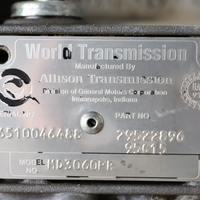 World Transmission
Manufactured By
Allison Transmission
Division of General Motors Corporation
Indianapolis, Indiana
SERIAL NO
PART NO
6510046488
29522896
95C15
MODEL
NO
MD3060PR